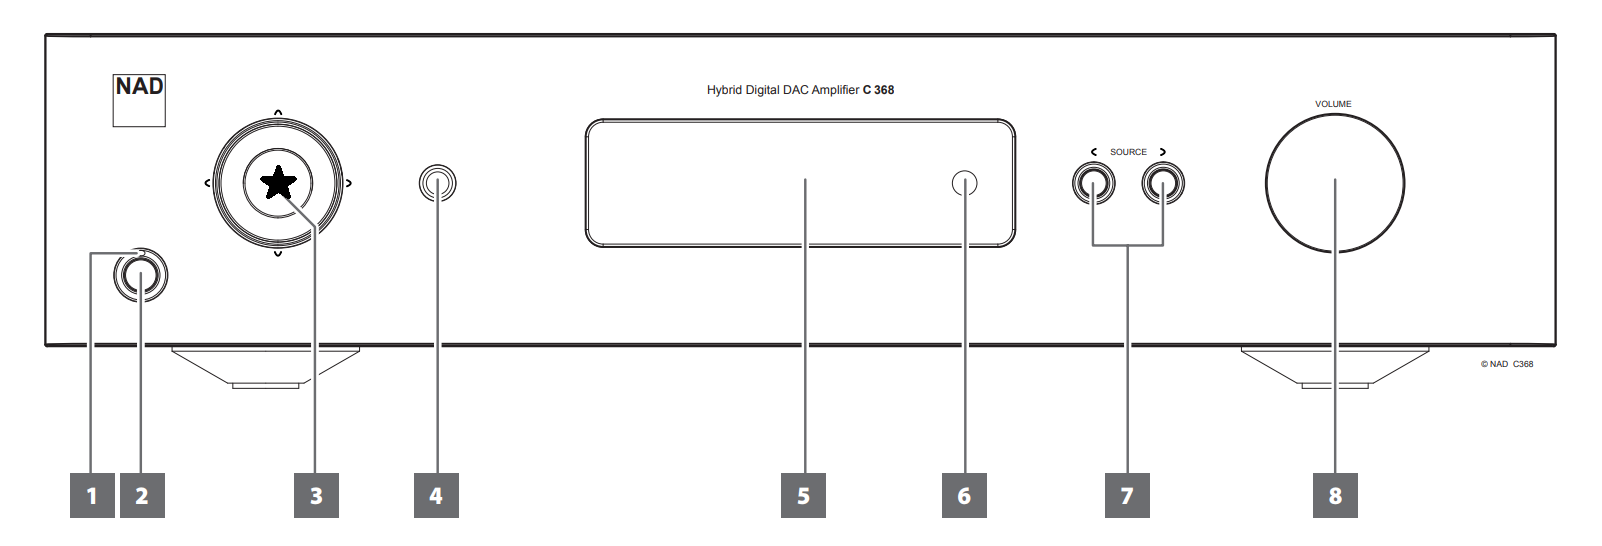 NAD
Hybrid Digital DAC Amplifier C 368
VOLUME
< SOURCE >
© NAD C368
1 2 3 4 5 6 7 8